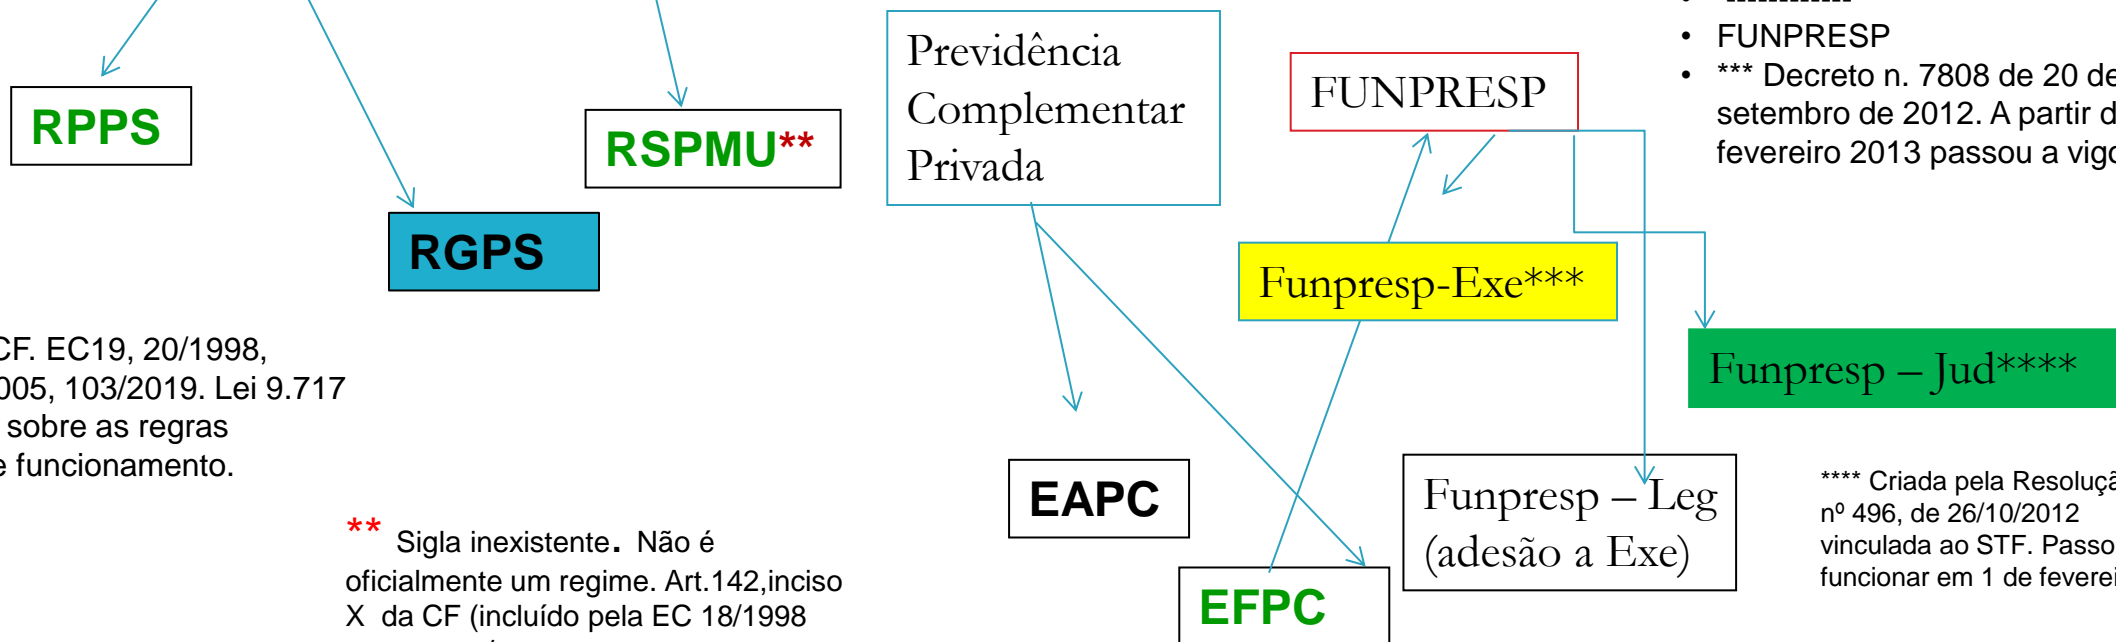 RPPS
RGPS
RSPMU**
Previdência
Complementar
Privada
FUNPRESP
• ------------
• FUNPRESP
• *** Decreto n. 7808 de 20 de
setembro de 2012. A partir d
fevereiro 2013 passou a vigo
Funpresp-Exe***
Funpresp – Jud****
CF. EC19, 20/1998,
005, 103/2019. Lei 9.717
sobre as regras
e funcionamento.
EAPC
EFPC
Funpresp – Leg
(adesão a Exe)
**** Criada pela Resoluçã
nº 496, de 26/10/2012
vinculada ao STF. Passo
funcionar em 1 de feverei
** Sigla inexistente. Não é
oficialmente um regime. Art.142,inciso
X da CF (incluído pela EC 18/1998